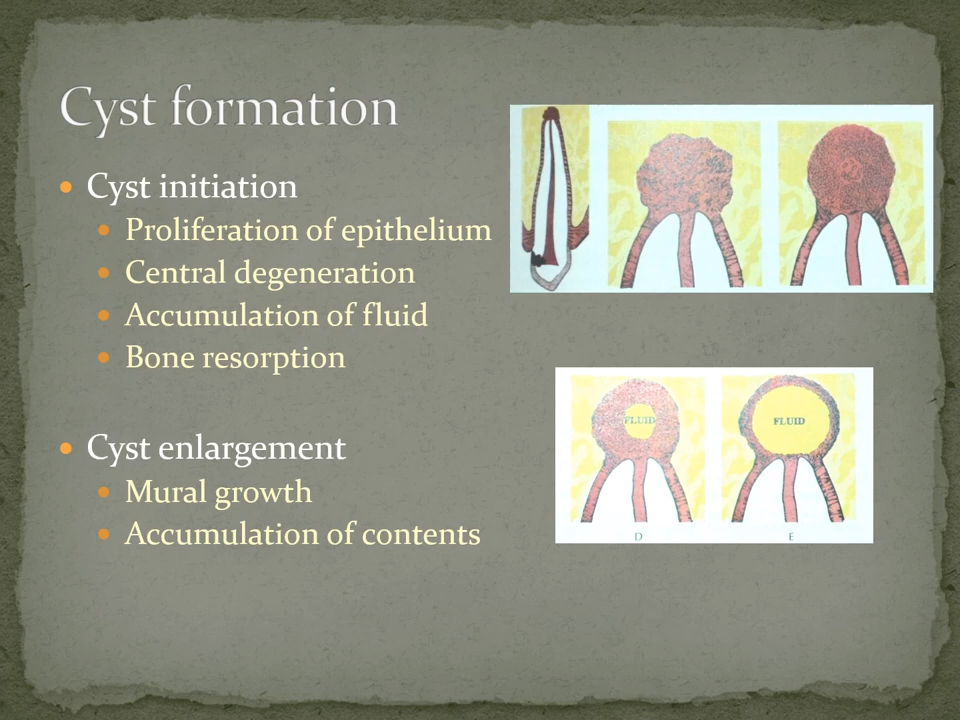 Cyst formation
Cyst initiation
Proliferation of epithelium
Central degeneration
Accumulation of fluid
Bone resorption
Cyst enlargement
Mural growth
Accumulation of contents
FLUID
FLUID
D
E